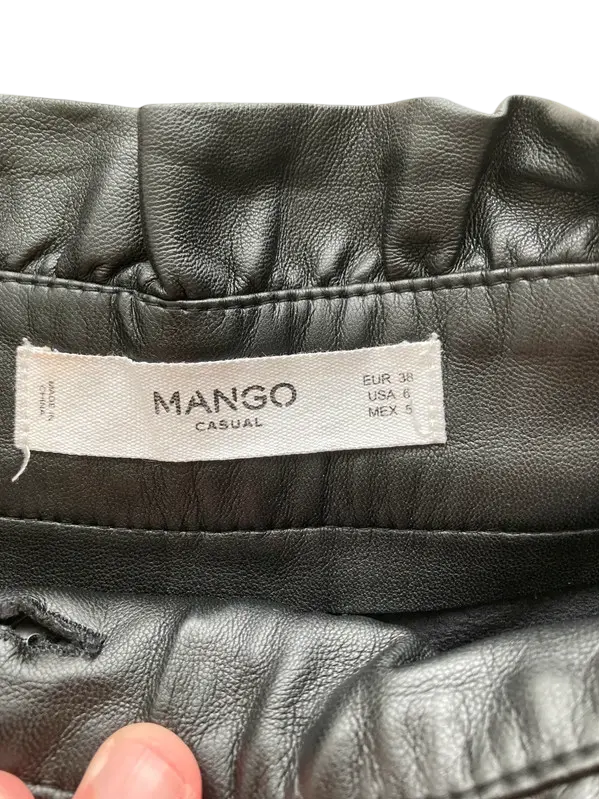 MADE IN
CHINA
MANGO
CASUAL
EUR 38
USA 6
MEX 5